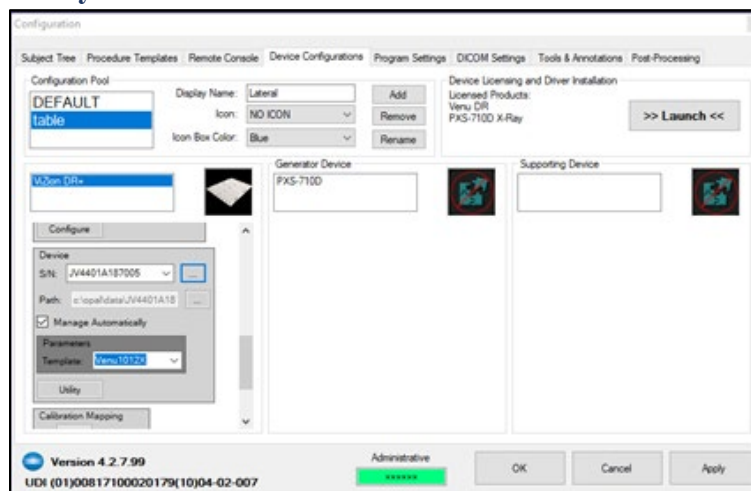 Configuration
Subject Tree Procedure Templates Remote Console Device Configurations Program Settings DICOM Settings Tools & Annotations Post-Processing
Configuration Pool
DEFAULT
table
Display Name: Lateral
Icon: NO ICON
Icon Box Color: Blue
Add
Remove
Rename
Device Licensing and Driver Installation
Licensed Products:
Venu DR
PXS-710D X-Ray
>> Launch <<
ViZion DR+
Generator Device
PXS-710D
Supporting Device
Configure
Device
S/N: JV4401A187005 ...
Path: c:\opal\data\JV4401A18 ...
Manage Automatically
Parameters
Template: Venu1012X
Utility
Calibration Mapping
Version 4.2.7.99
UDI (01)00817100020179(10)04-02-007
Administrative
******
OK Cancel Apply